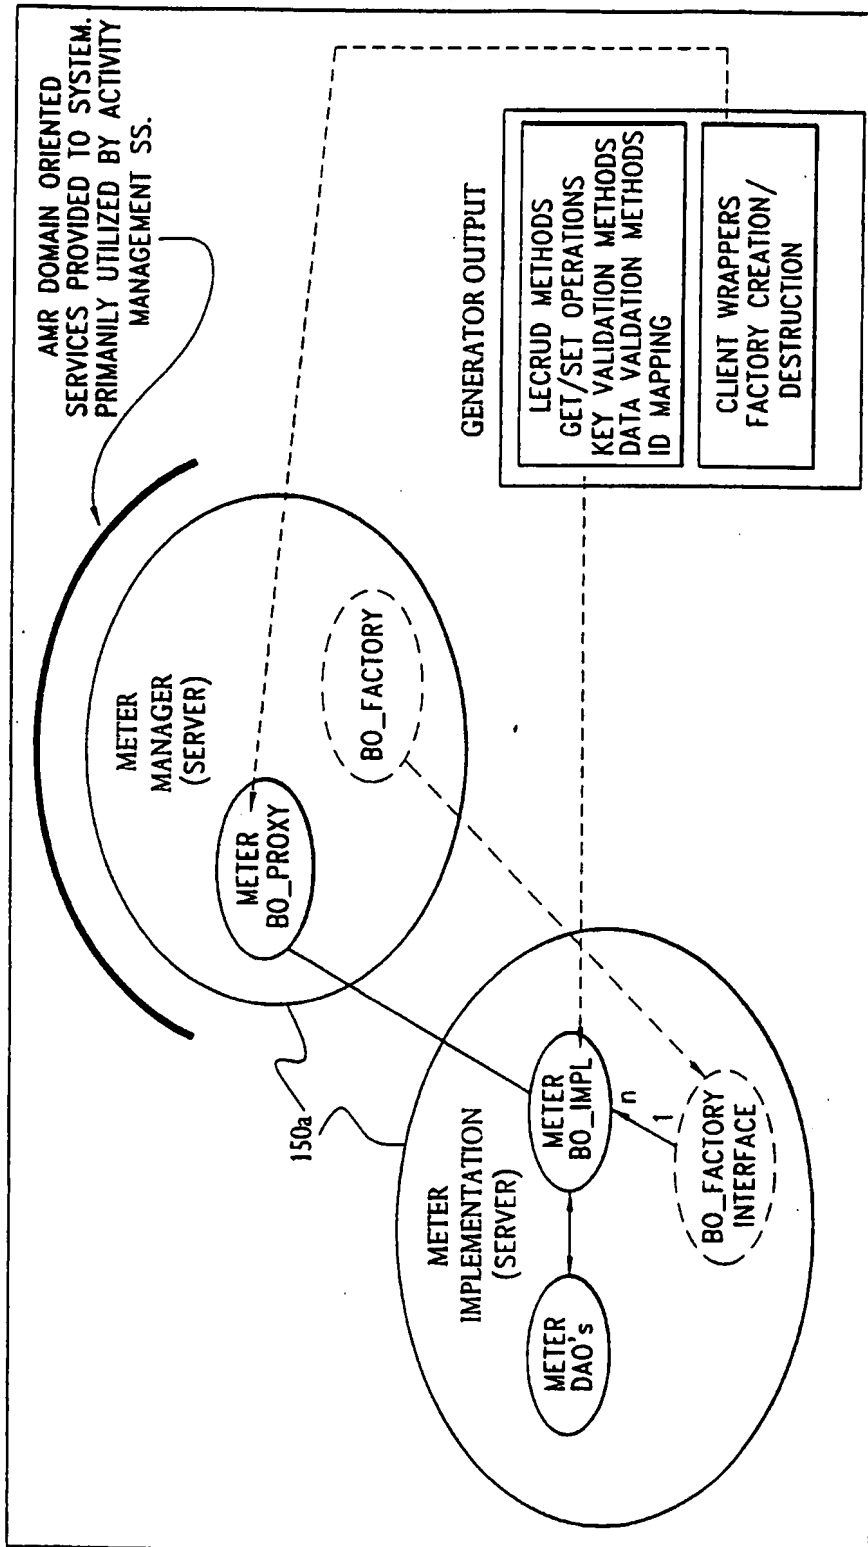 AMR DOMAIN ORIENTED
SERVICES PROVIDED TO SYSTEM.
PRIMANILY UTILIZED BY ACTIVITY
MANAGEMENT SS.
METER
MANAGER
(SERVER)
METER
BO_PROXY
BO_FACTORY
150a
METER
IMPLEMENTATION
(SERVER)
METER
DAO's
METER
BO_IMPL
n
1
BO_FACTORY
INTERFACE
GENERATOR OUTPUT
LECRUD METHODS
GET/SET OPERATIONS
KEY VALIDATION METHODS
DATA VALDATION METHODS
ID MAPPING
CLIENT WRAPPERS
FACTORY CREATION/
DESTRUCTION